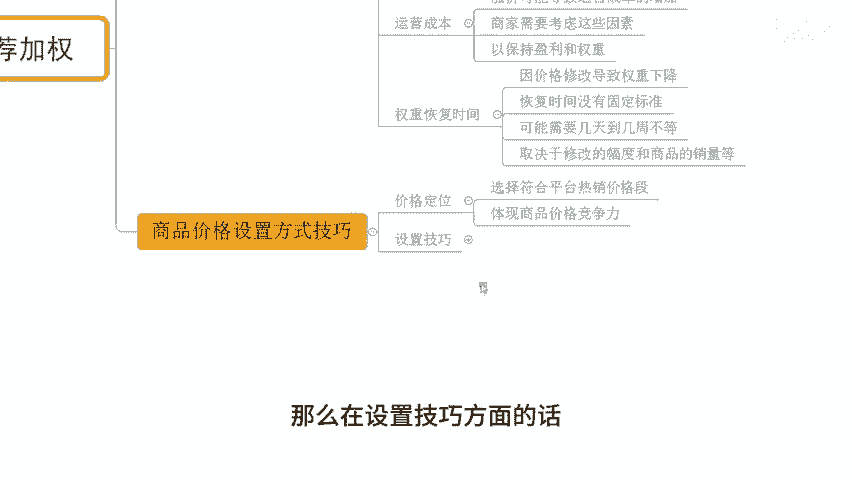 运营成本
商家需要考虑这些因素
以保持盈利和权重
荐加权
因价格修改导致权重下降
权重恢复时间
恢复时间没有固定标准
可能需要几天到几周不等
取决于修改的幅度和商品的销量等
商品价格设置方式技巧
价格定位
选择符合平台热销价格段
体现商品价格竞争力
设置技巧
那么在设置技巧方面的话